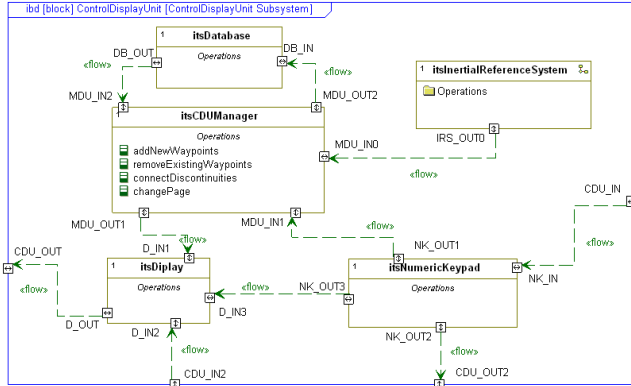 ibd [block] ControlDisplayUnit [ControlDisplayUnit Subsystem]
1 itsDatabase
Operations
DB_OUT
DB_IN
«flow»
«flow»
MDU_IN2
MDU_OUT2
1 itsInertialReferenceSystem
Operations
IRS_OUT0
1 itsCDUManager
Operations
addNewWaypoints
removeExistingWaypoints
connectDiscontinuities
changePage
MDU_IN0
«flow»
CDU_IN
MDU_OUT1
MDU_IN1
«flow»
D_IN1
«flow»
NK_OUT1
«flow»
CDU_OUT
1 itsDiplay
Operations
1 itsNumericKeypad
Operations
NK_IN
«flow»
«flow»
NK_OUT3
D_IN3
D_OUT
D_IN2
NK_OUT2
«flow»
«flow»
CDU_IN2
CDU_OUT2